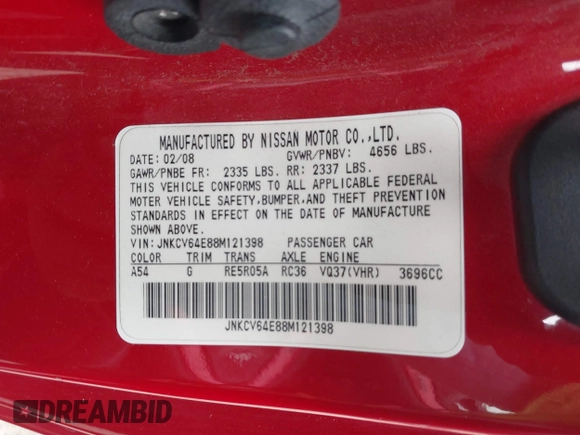 MANUFACTURED BY NISSAN MOTOR CO.,LTD.
DATE: 02/08 GVWR/PNBV: 4656 LBS.
GAWR/PNBE FR: 2335 LBS. RR: 2337 LBS.
THIS VEHICLE CONFORMS TO ALL APPLICABLE FEDERAL
MOTOR VEHICLE SAFETY,BUMPER,AND THEFT PREVENTION
STANDARDS IN EFFECT ON THE DATE OF MANUFACTURE
SHOWN ABOVE.
VIN:JNKCV64E88M121398 PASSENGER CAR
COLOR TRIM TRANS AXLE ENGINE
A54 G RE5R05A RC36 VQ37(VHR) 3696CC
JNKCV64E88M121398
DREAMBID